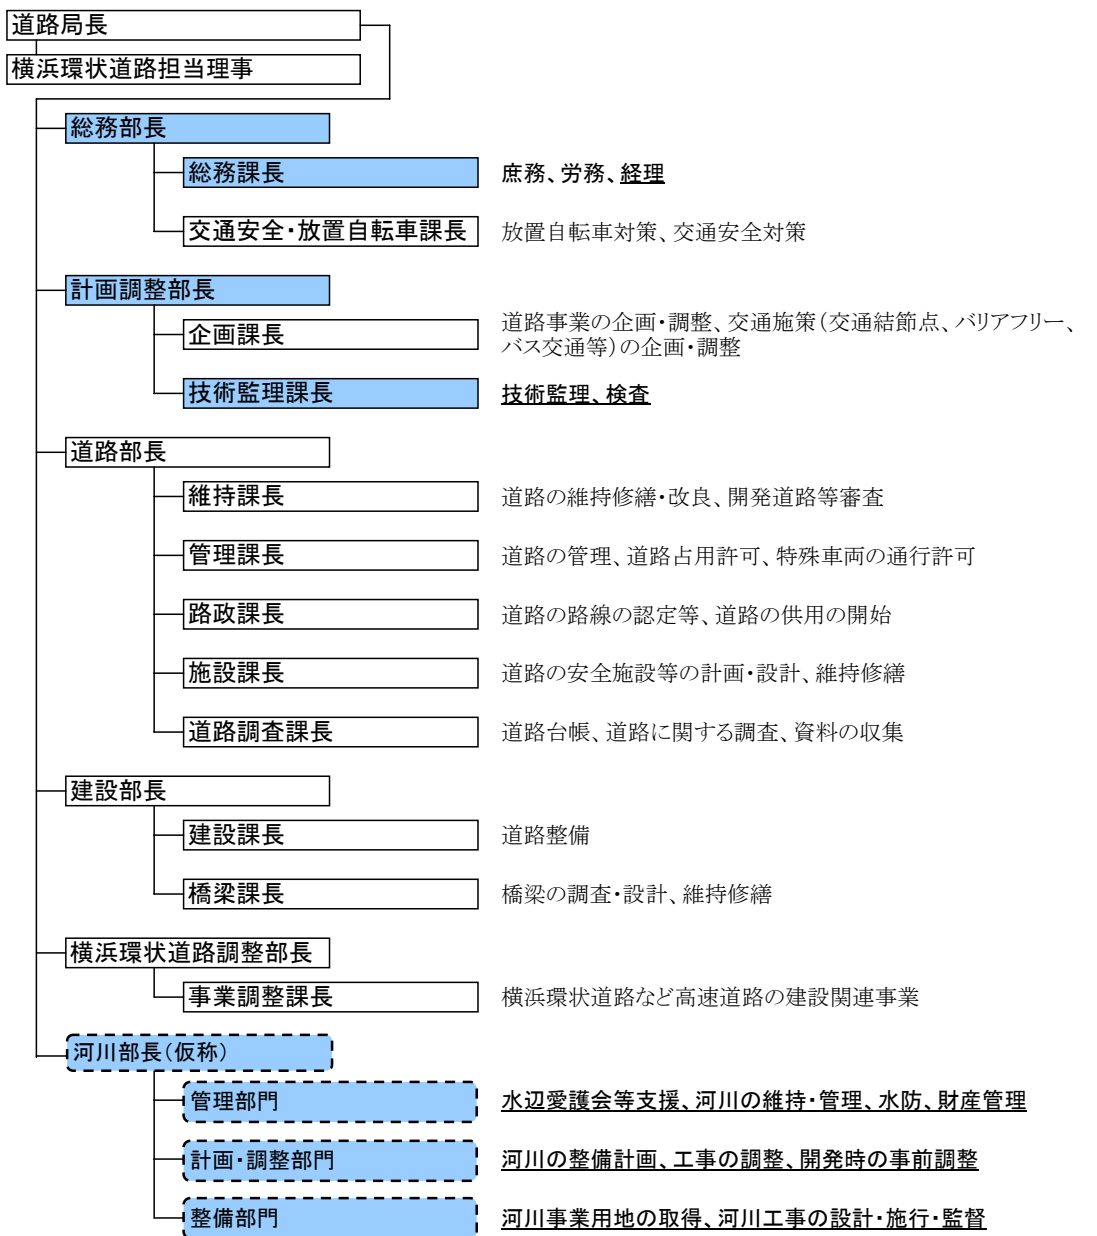 道路局長
横浜環状道路担当理事
総務部長
総務課長 庶務、労務、経理
交通安全・放置自転車課長 放置自転車対策、交通安全対策
計画調整部長
企画課長 道路事業の企画・調整、交通施策（交通結節点、バリアフリー、
バス交通等）の企画・調整
技術監理課長 技術監理、検査
道路部長
維持課長 道路の維持修繕・改良、開発道路等審査
管理課長 道路の管理、道路占用許可、特殊車両の通行許可
路政課長 道路の路線の認定等、道路の供用の開始
施設課長 道路の安全施設等の計画・設計、維持修繕
道路調査課長 道路台帳、道路に関する調査、資料の収集
建設部長
建設課長 道路整備
橋梁課長 橋梁の調査・設計、維持修繕
横浜環状道路調整部長
事業調整課長 横浜環状道路など高速道路の建設関連事業
河川部長（仮称）
管理部門 水辺愛護会等支援、河川の維持・管理、水防、財産管理
計画・調整部門 河川の整備計画、工事の調整、開発時の事前調整
整備部門 河川事業用地の取得、河川工事の設計・施行・監督